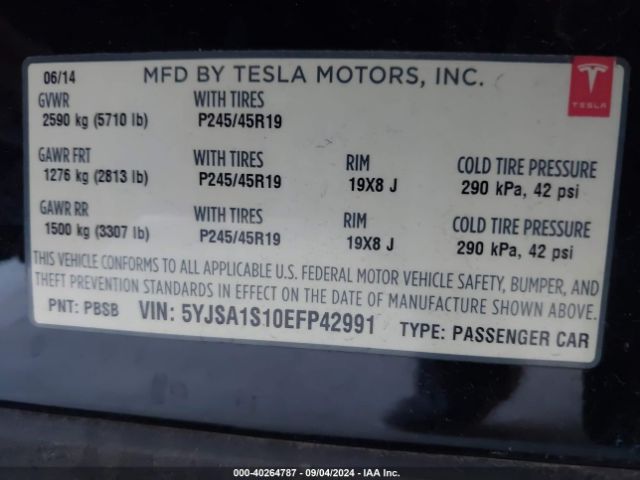 06/14 MFD BY TESLA MOTORS, INC.
TESLA
GVWR WITH TIRES
2590 kg (5710 lb) P245/45R19
GAWR FRT WITH TIRES RIM COLD TIRE PRESSURE
1276 kg (2813 lb) P245/45R19 19X8 J 290 kPa, 42 psi
GAWR RR WITH TIRES RIM COLD TIRE PRESSURE
1500 kg (3307 lb) P245/45R19 19X8 J 290 kPa, 42 psi
THIS VEHICLE CONFORMS TO ALL APPLICABLE U.S. FEDERAL MOTOR VEHICLE SAFETY, BUMPER, AND
THEFT PREVENTION STANDARDS IN EFFECT ON THE DATE OF MANUFACTURE SHOWN ABOVE.
PNT: PBSB VIN: 5YJSA1S10EFP42991 TYPE: PASSENGER CAR
000-40264787 - 09/04/2024 - IAA Inc.